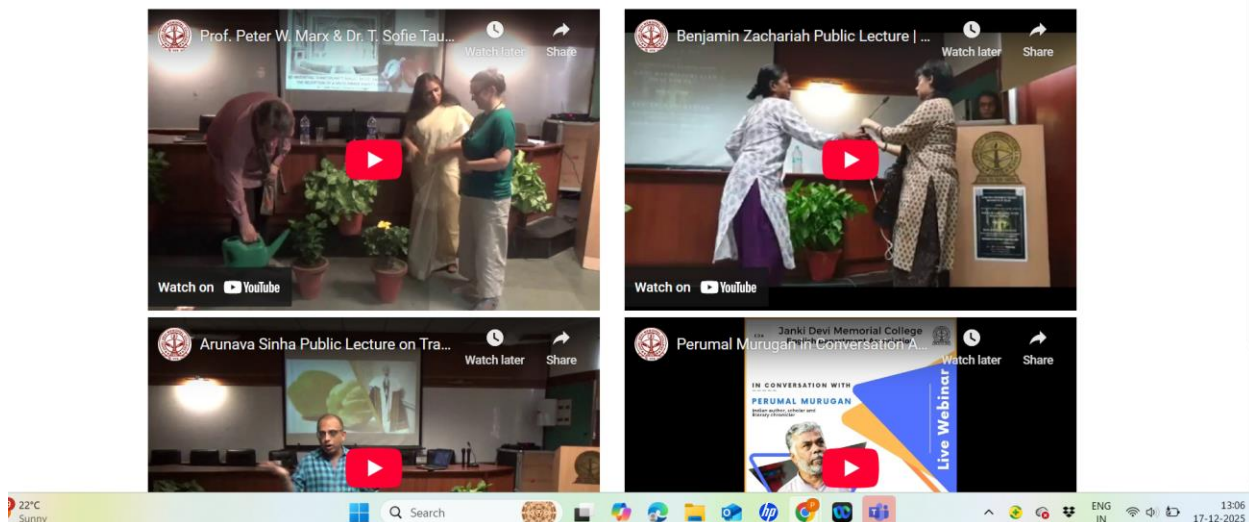 Prof. Peter W. Marx & Dr. T. Sofie Tau...
Watch later
Share
Watch on YouTube
Benjamin Zachariah Public Lecture | ...
Watch later
Share
Watch on YouTube
Arunava Sinha Public Lecture on Tra...
Watch later
Share
Perumal Murugan in Conversation A...
Watch later
Share
Janki Devi Memorial College
IN CONVERSATION WITH
PERUMAL MURUGAN
Indian author, scholar and
literary chronicler
Live Webinar
22°C
Sunny
Search
ENG
IN
13:06
17-12-2025